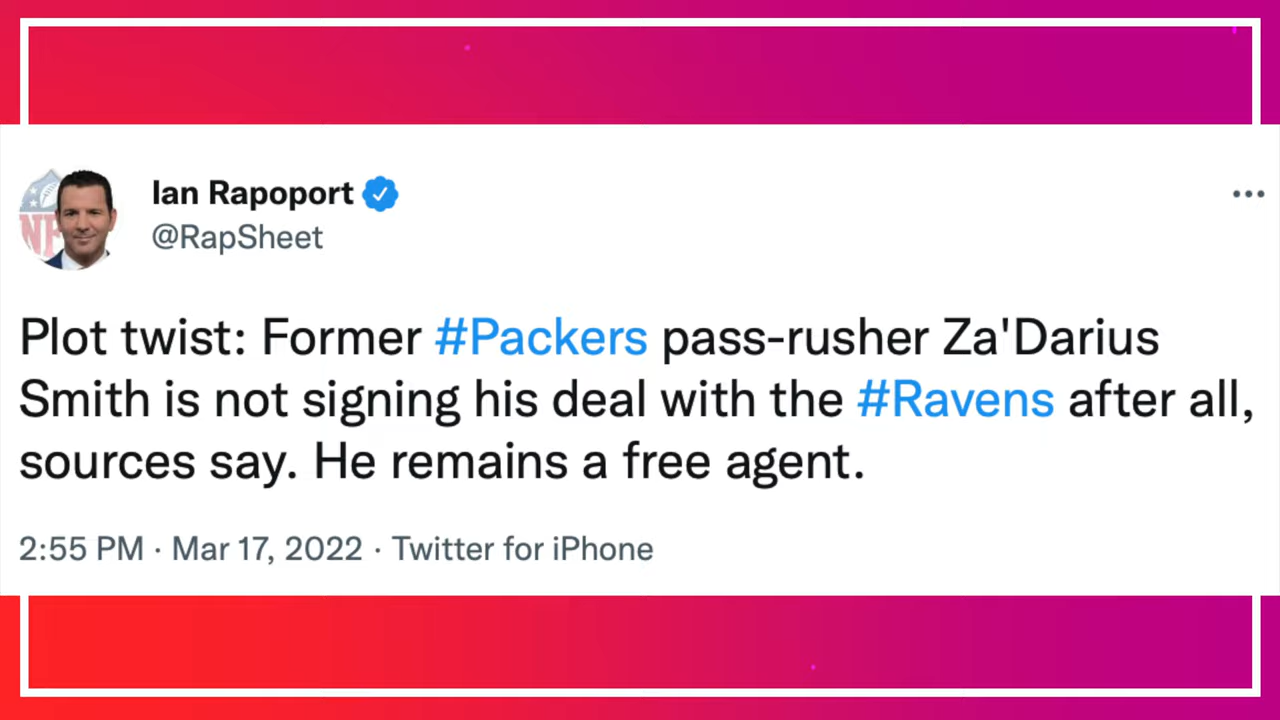 Ian Rapoport
@RapSheet
Plot twist: Former #Packers pass-rusher Za'Darius
Smith is not signing his deal with the #Ravens after all,
sources say. He remains a free agent.
2:55 PM · Mar 17, 2022 · Twitter for iPhone